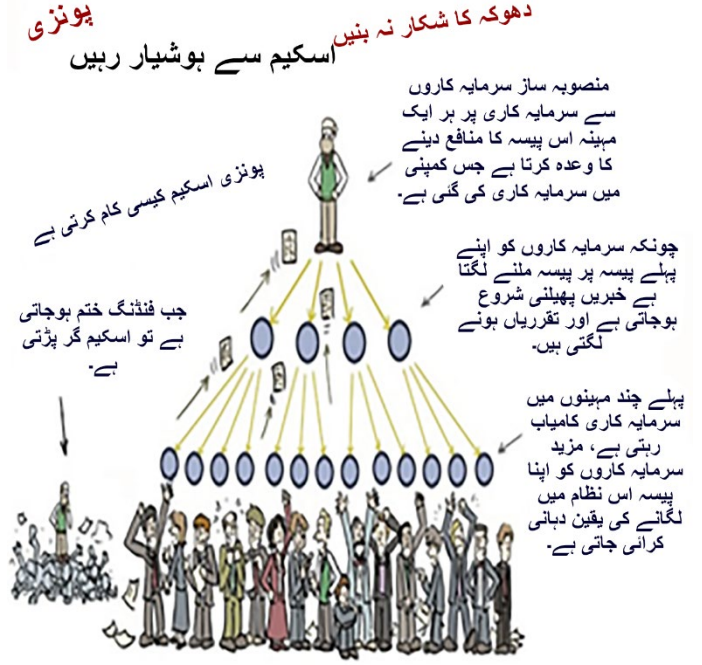 دھوکہ کا شکار نہ بنیں
پونزی
اسکیم سے ہوشیار رہیں
منصوبہ ساز سرمایہ کاروں
سے سرمایہ کاری پر ہر ایک
مہینہ اس پیسہ کا منافع دینے
کا وعدہ کرتا ہے جس کمپنی
میں سرمایہ کاری کی گئی ہے۔
پونزی اسکیم کیسی کام کرتی ہے
چونکہ سرمایہ کاروں کو اپنے
پہلے پیسہ پر پیسہ ملنے لگتا
ہے خبریں پھیلنی شروع
ہوجاتی ہے اور تقرریاں ہونے
لگتی ہیں۔
جب فنڈنگ ختم ہوجاتی
ہے تو اسکیم گر پڑتی
ہے۔
پہلے چند مہینوں میں
سرمایہ کاری کامیاب
رہتی ہے، مزید
سرمایہ کاروں کو اپنا
پیسہ اس نظام میں
لگانے کی یقین دہانی
کرائی جاتی ہے۔